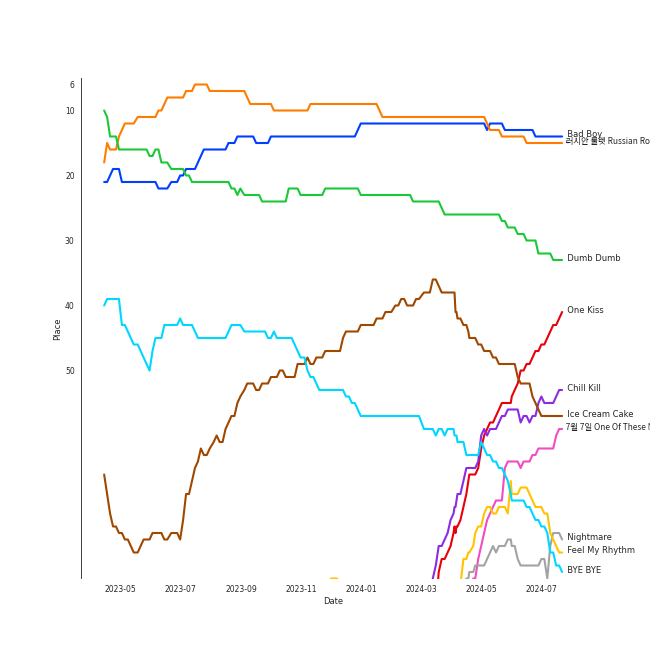 6
10
20
30
40
50
Place
Bad Boy
러시안 룰렛 Russian Ro
Dumb Dumb
One Kiss
Chill Kill
Ice Cream Cake
7월 7일 One Of These
Nightmare
Feel My Rhythm
BYE BYE
2023-05
2023-07
2023-09
2023-11
2024-01
2024-03
2024-05
2024-07
Date